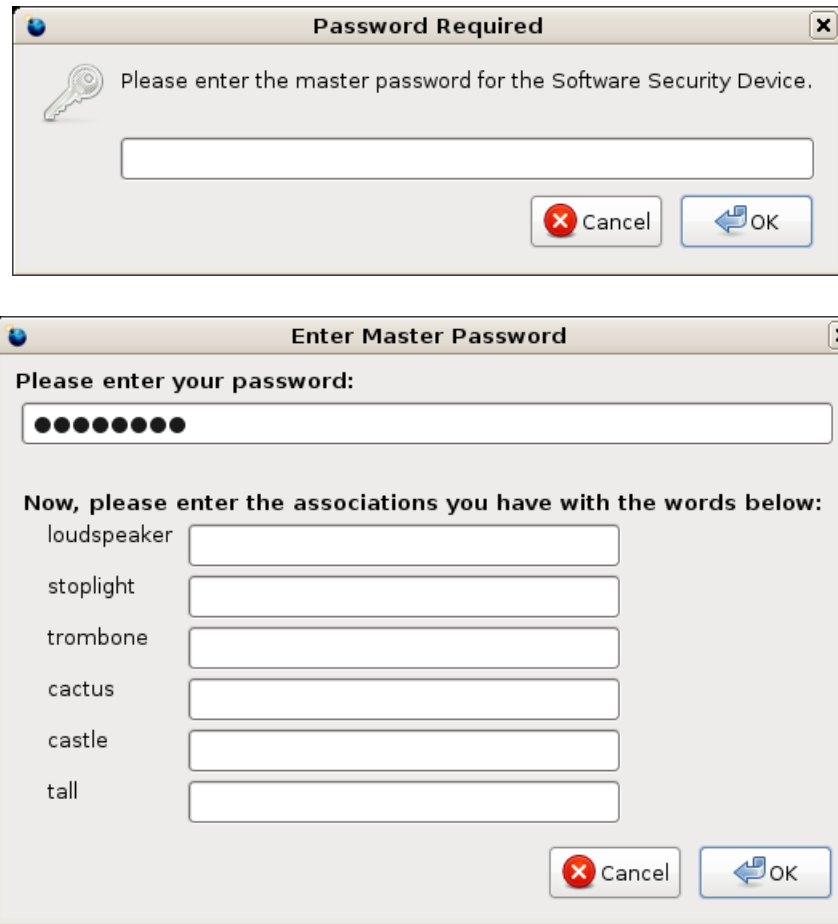 Password Required
Please enter the master password for the Software Security Device.
Cancel OK
Enter Master Password
Please enter your password:
●●●●●●●●
Now, please enter the associations you have with the words below:
loudspeaker
stoplight
trombone
cactus
castle
tall
Cancel OK